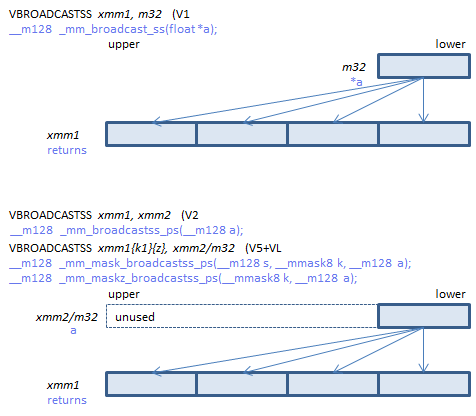 VBROADCASTSS xmm1, m32 (V1
__m128 _mm_broadcast_ss(float *a);
upper lower
m32
*a
xmm1
returns
VBROADCASTSS xmm1, xmm2 (V2
__m128 _mm_broadcastss_ps(__m128 a);
VBROADCASTSS xmm1{k1}{z}, xmm2/m32 (V5+VL
__m128 _mm_mask_broadcastss_ps(__m128 s, __mmask8 k, __m128 a);
__m128 _mm_maskz_broadcastss_ps(__mmask8 k, __m128 a);
upper lower
xmm2/m32 unused
a
xmm1
returns